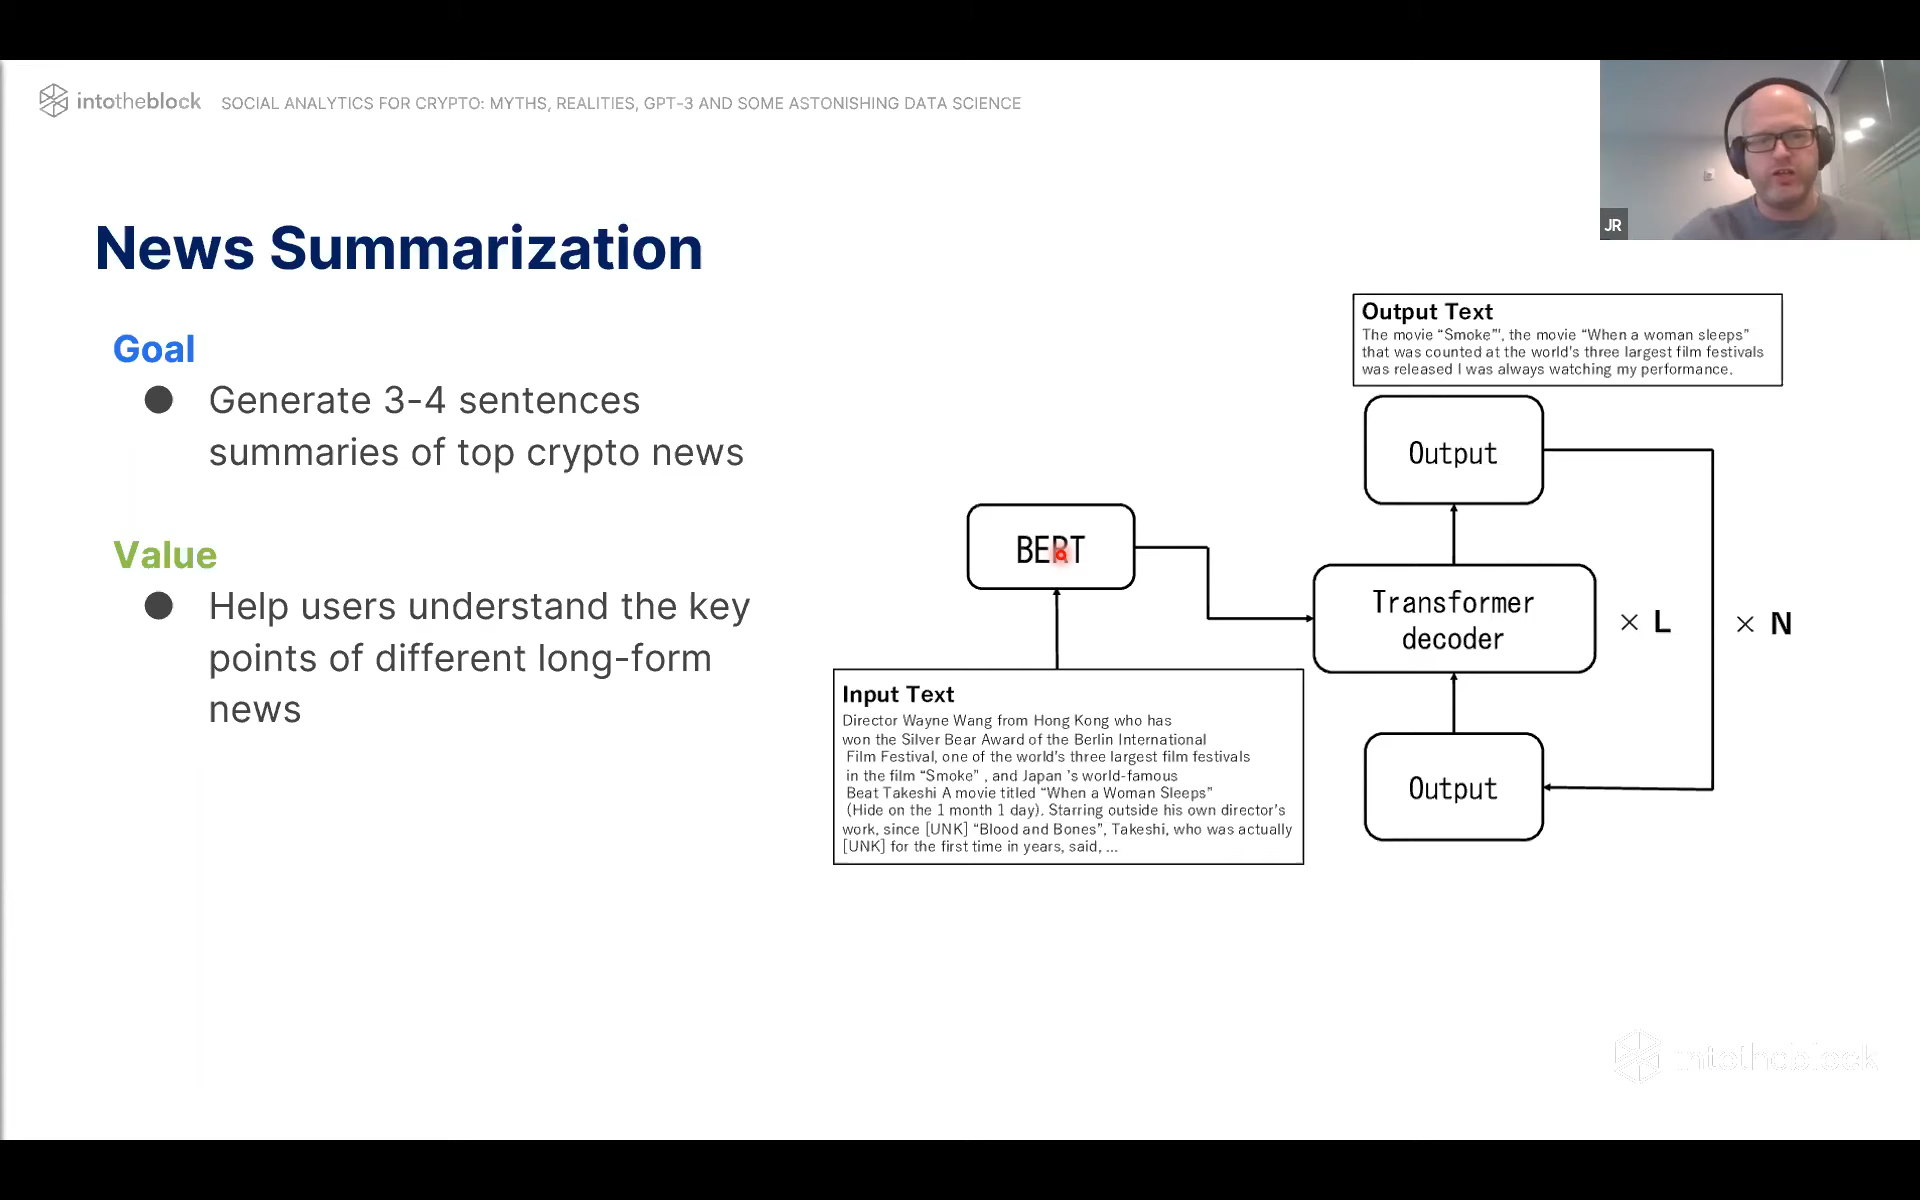 intotheblock SOCIAL ANALYTICS FOR CRYPTO: MYTHS, REALITIES, GPT-3 AND SOME ASTONISHING DATA SCIENCE
JR
News Summarization
Goal
● Generate 3-4 sentences
summaries of top crypto news
Value
● Help users understand the key
points of different long-form
news
Output Text
The movie “Smoke”', the movie “When a woman sleeps”
that was counted at the world's three largest film festivals
was released I was always watching my performance.
Output
BERT
Transformer
decoder
× L
× N
Input Text
Director Wayne Wang from Hong Kong who has
won the Silver Bear Award of the Berlin International
Film Festival, one of the world's three largest film festivals
in the film “Smoke” , and Japan 's world-famous
Beat Takeshi A movie titled “When a Woman Sleeps”
(Hide on the 1 month 1 day). Starring outside his own director's
work, since [UNK] “Blood and Bones”, Takeshi, who was actually
[UNK] for the first time in years, said, ...
Output
intotheblock